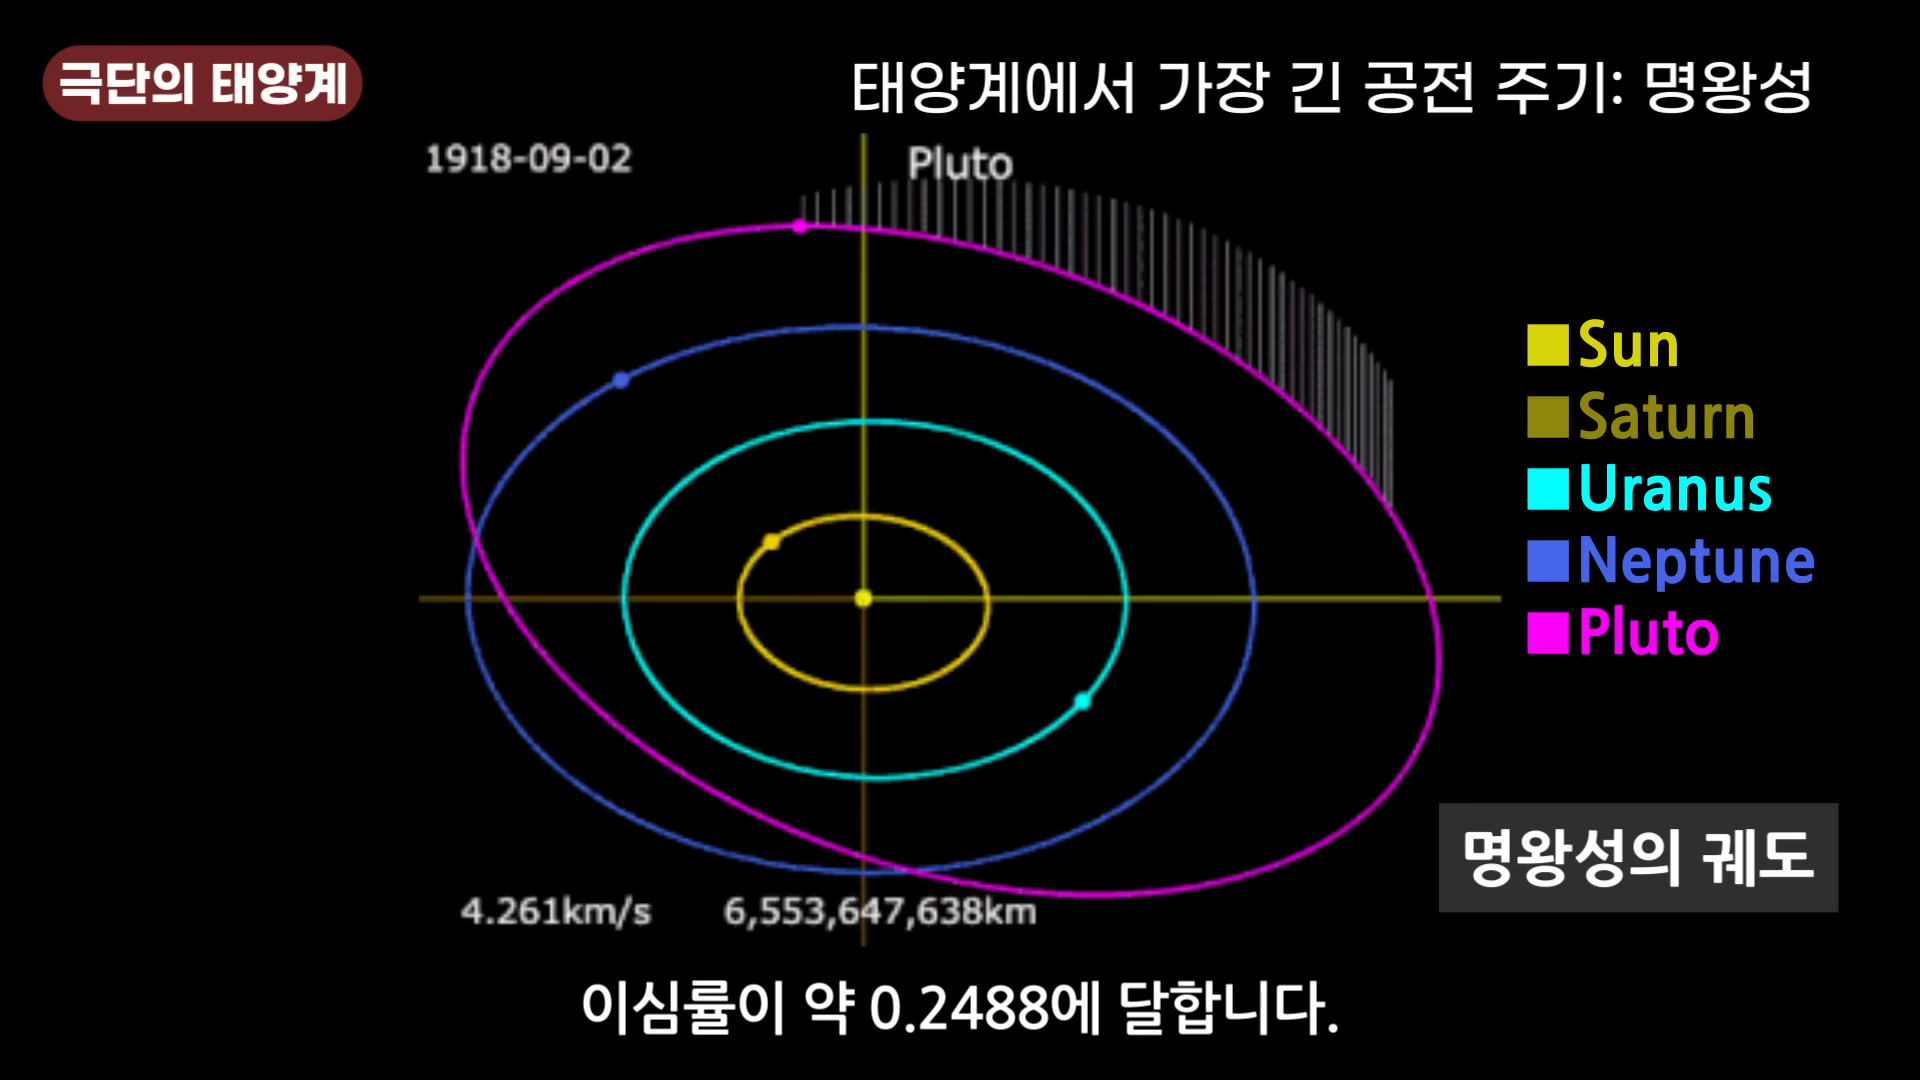 극단의 태양계
태양계에서 가장 긴 공전 주기: 명왕성
1918-09-02
Pluto
Sun
Saturn
Uranus
Neptune
Pluto
명왕성의 궤도
4.261km/s
6,553,647,638km
이심률이 약 0.2488에 달합니다.